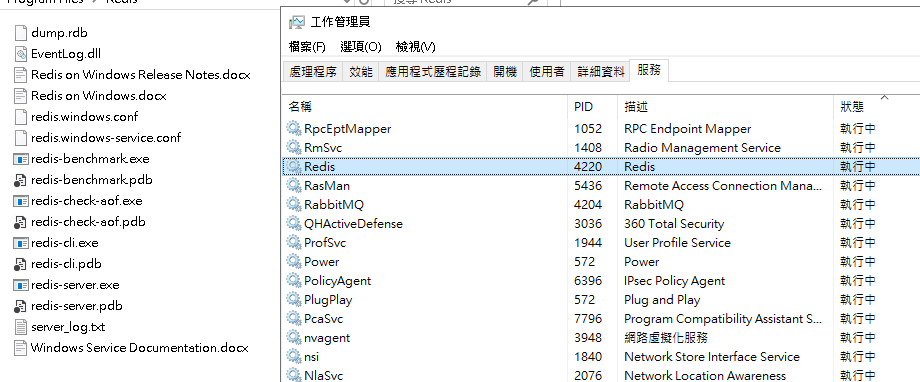 Program Files › Redis
搜尋 Redis
dump.rdb
EventLog.dll
Redis on Windows Release Notes.docx
Redis on Windows.docx
redis.windows.conf
redis.windows-service.conf
redis-benchmark.exe
redis-benchmark.pdb
redis-check-aof.exe
redis-check-aof.pdb
redis-cli.exe
redis-cli.pdb
redis-server.exe
redis-server.pdb
server_log.txt
Windows Service Documentation.docx
工作管理員
檔案(F) 選項(O) 檢視(V)
處理程序 效能 應用程式歷程記錄 開機 使用者 詳細資料 服務
名稱 PID 描述 狀態
RpcEptMapper 1052 RPC Endpoint Mapper 執行中
RmSvc 1408 Radio Management Service 執行中
Redis 4220 Redis 執行中
RasMan 5436 Remote Access Connection Mana... 執行中
RabbitMQ 4204 RabbitMQ 執行中
QHActiveDefense 3036 360 Total Security 執行中
ProfSvc 1944 User Profile Service 執行中
Power 572 Power 執行中
PolicyAgent 6396 IPsec Policy Agent 執行中
PlugPlay 572 Plug and Play 執行中
PcaSvc 7796 Program Compatibility Assistant S... 執行中
nvagent 3948 網路虛擬化服務 執行中
nsi 1840 Network Store Interface Service 執行中
NlaSvc 2076 Network Location Awareness 執行中